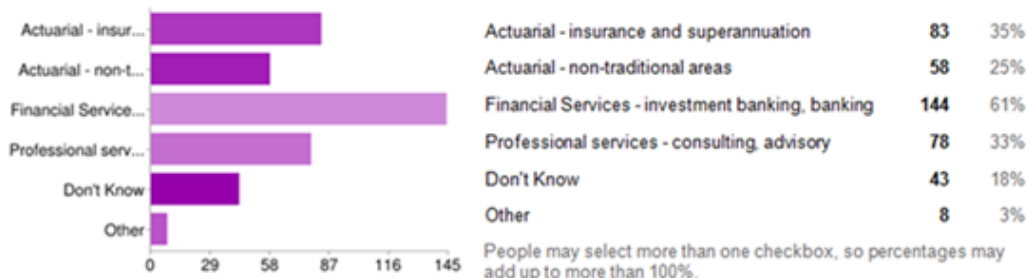 Actuarial - insur...
Actuarial - non-t...
Financial Service...
Professional serv...
Don't Know
Other
0 29 58 87 116 145
Actuarial - insurance and superannuation 83 35%
Actuarial - non-traditional areas 58 25%
Financial Services - investment banking, banking 144 61%
Professional services - consulting, advisory 78 33%
Don't Know 43 18%
Other 8 3%
People may select more than one checkbox, so percentages may
add up to more than 100%.